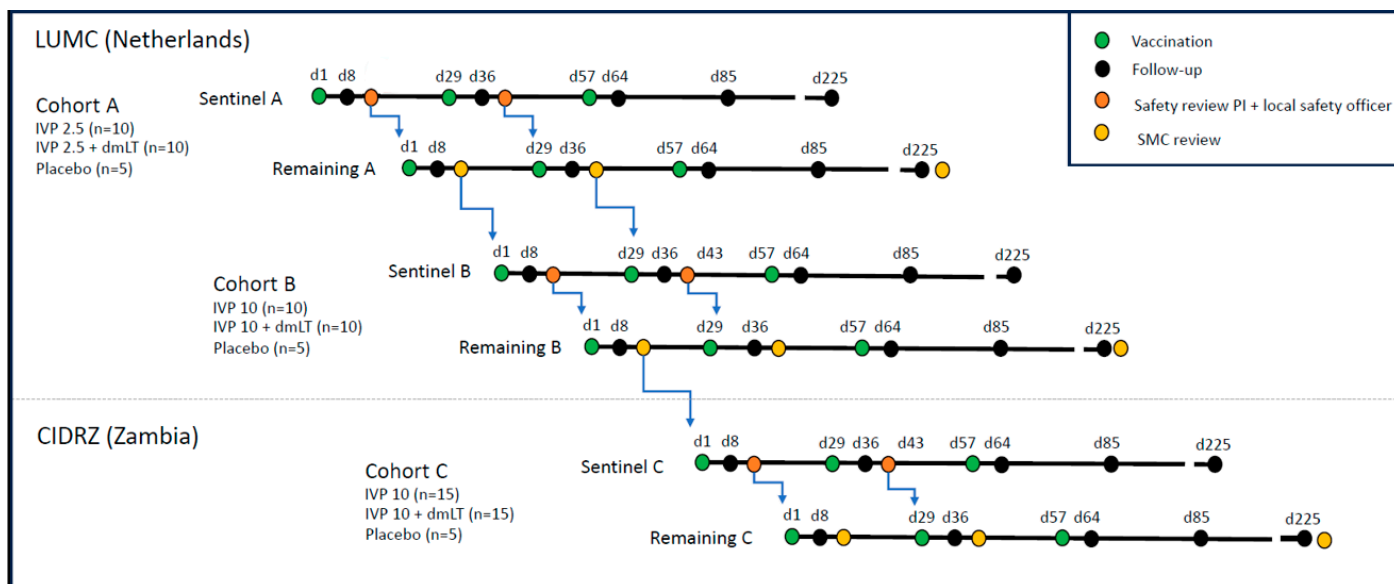 LUMC (Netherlands)
Vaccination
Follow-up
Safety review PI + local safety officer
SMC review
d1 d8 d29 d36 d57 d64 d85 d225
Sentinel A
Cohort A
IVP 2.5 (n=10)
IVP 2.5 + dmLT (n=10)
Placebo (n=5)
d1 d8 d29 d36 d57 d64 d85 d225
Remaining A
d1 d8 d29 d36 d43 d57 d64 d85 d225
Sentinel B
Cohort B
IVP 10 (n=10)
IVP 10 + dmLT (n=10)
Placebo (n=5)
d1 d8 d29 d36 d57 d64 d85 d225
Remaining B
CIDRZ (Zambia)
d1 d8 d29 d36 d43 d57 d64 d85 d225
Sentinel C
Cohort C
IVP 10 (n=15)
IVP 10 + dmLT (n=15)
Placebo (n=5)
d1 d8 d29 d36 d57 d64 d85 d225
Remaining C